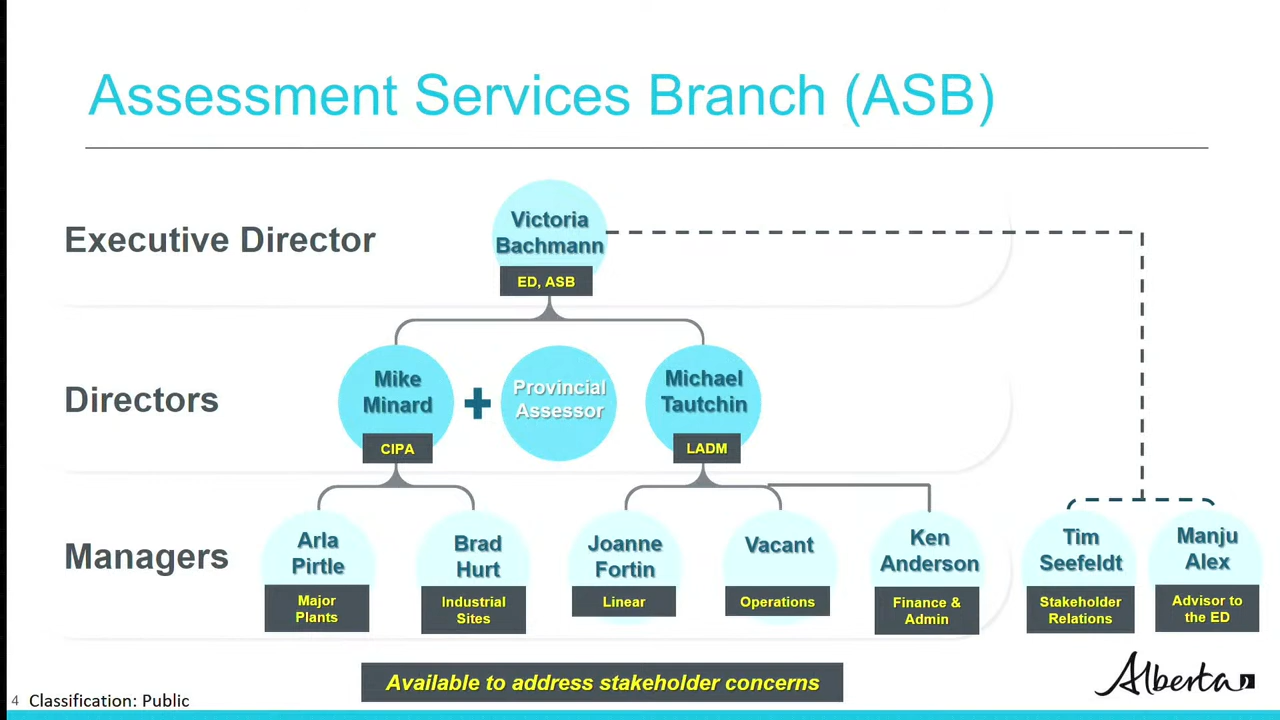 Assessment Services Branch (ASB)
Executive Director
Victoria
Bachmann
ED, ASB
Directors
Mike
Minard
CIPA
Provincial
Assessor
Michael
Tautchin
LADM
Managers
Arla
Pirtle
Major
Plants
Brad
Hurt
Industrial
Sites
Joanne
Fortin
Linear
Vacant
Operations
Ken
Anderson
Finance &
Admin
Tim
Seefeldt
Stakeholder
Relations
Manju
Alex
Advisor to
the ED
Available to address stakeholder concerns
4 Classification: Public
Alberta